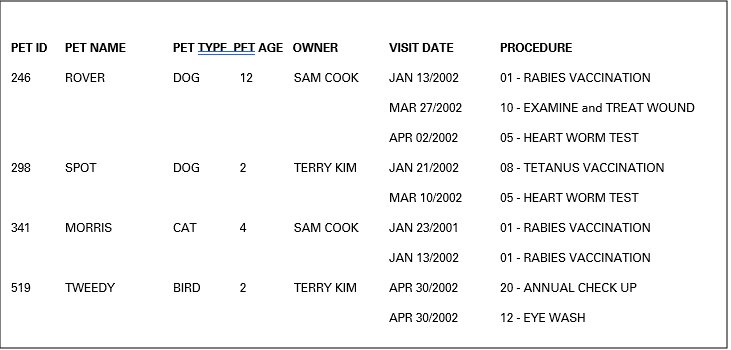 PET ID PET NAME PET TYPE PET AGE OWNER VISIT DATE PROCEDURE
246 ROVER DOG 12 SAM COOK JAN 13/2002 01 - RABIES VACCINATION
MAR 27/2002 10 - EXAMINE and TREAT WOUND
APR 02/2002 05 - HEART WORM TEST
298 SPOT DOG 2 TERRY KIM JAN 21/2002 08 - TETANUS VACCINATION
MAR 10/2002 05 - HEART WORM TEST
341 MORRIS CAT 4 SAM COOK JAN 23/2001 01 - RABIES VACCINATION
JAN 13/2002 01 - RABIES VACCINATION
519 TWEEDY BIRD 2 TERRY KIM APR 30/2002 20 - ANNUAL CHECK UP
APR 30/2002 12 - EYE WASH